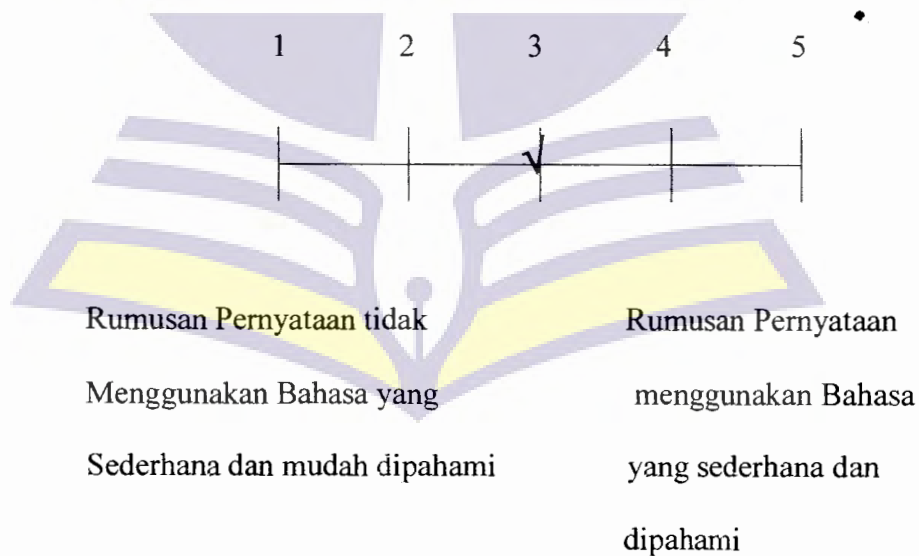 1 2 3 4 5
√
Rumusan Pernyataan tidak
Menggunakan Bahasa yang
Sederhana dan mudah dipahami
Rumusan Pernyataan
menggunakan Bahasa
yang sederhana dan
dipahami